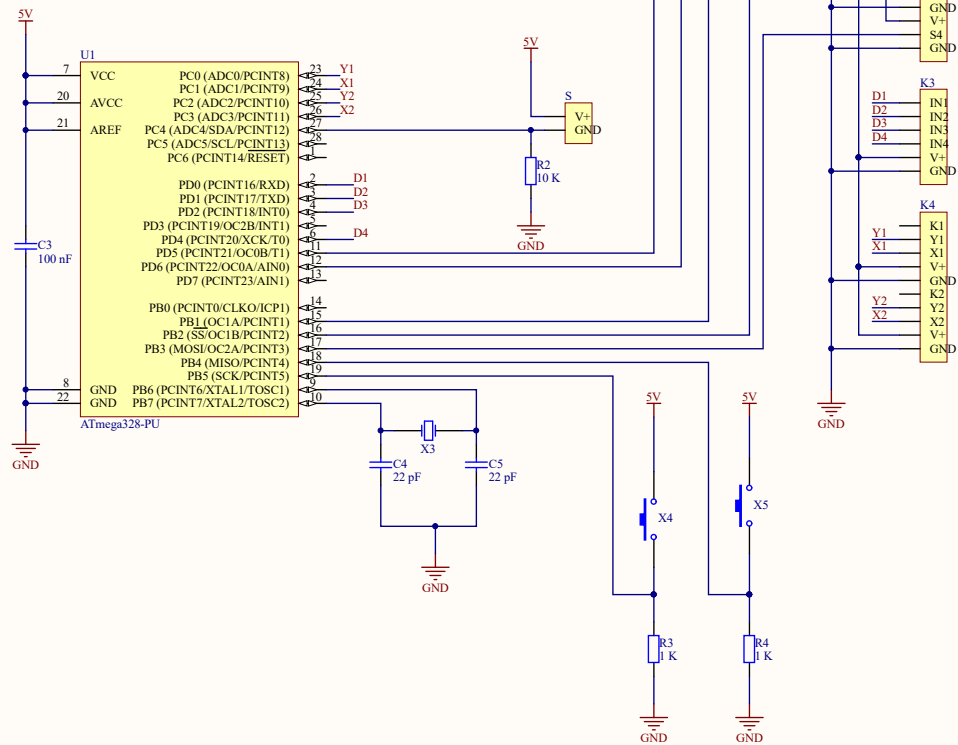 5V
U1
7 VCC
20 AVCC
21 AREF
8 GND
22 GND
PC0 (ADC0/PCINT8) 23 Y1
PC1 (ADC1/PCINT9) 24 X1
PC2 (ADC2/PCINT10) 25 Y2
PC3 (ADC3/PCINT11) 26 X2
PC4 (ADC4/SDA/PCINT12) 27
PC5 (ADC5/SCL/PCINT13) 28
PC6 (PCINT14/RESET) 1
PD0 (PCINT16/RXD) 2 D1
PD1 (PCINT17/TXD) 3 D2
PD2 (PCINT18/INT0) 4 D3
PD3 (PCINT19/OC2B/INT1) 5
PD4 (PCINT20/XCK/T0) 6 D4
PD5 (PCINT21/OC0B/T1) 11
PD6 (PCINT22/OC0A/AIN0) 12
PD7 (PCINT23/AIN1) 13
PB0 (PCINT0/CLKO/ICP1) 14
PB1 (OC1A/PCINT1) 15
PB2 (SS/OC1B/PCINT2) 16
PB3 (MOSI/OC2A/PCINT3) 17
PB4 (MISO/PCINT4) 18
PB5 (SCK/PCINT5) 19
PB6 (PCINT6/XTAL1/TOSC1) 9
PB7 (PCINT7/XTAL2/TOSC2) 10
ATmega328-PU
C3
100 nF
GND
5V
S
V+
GND
R2
10 K
GND
X3
C4
22 pF
C5
22 pF
GND
5V
X4
R3
1 K
GND
5V
X5
R4
1 K
GND
GND
V+
S4
GND
K3
D1 IN1
D2 IN2
D3 IN3
D4 IN4
V+
GND
K4
K1
Y1 Y1
X1 X1
V+
GND
K2
Y2 Y2
X2 X2
V+
GND
GND